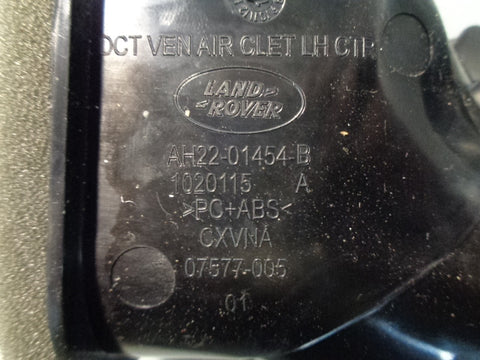 DCT VEN AIR CLET LH CTR
LAND
ROVER
AH22-01454-B
1020115 A
>PC+ABS<
CXVNA
07577-005
01